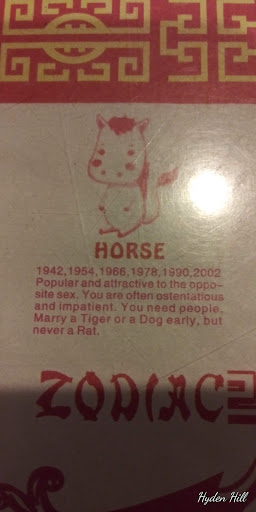 HORSE
1942,1954,1966,1978,1990,2002
Popular and attractive to the oppo-
site sex. You are often ostentatious
and impatient. You need people.
Marry a Tiger or a Dog early, but
never a Rat.
ZODIAC
Hyden Hill